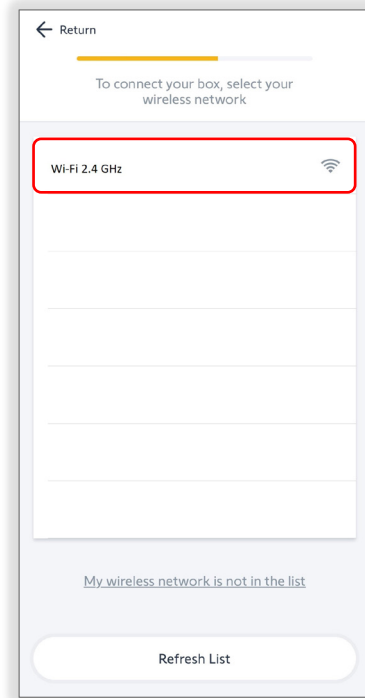 Return
To connect your box, select your
wireless network
Wi-Fi 2.4 GHz
My wireless network is not in the list
Refresh List